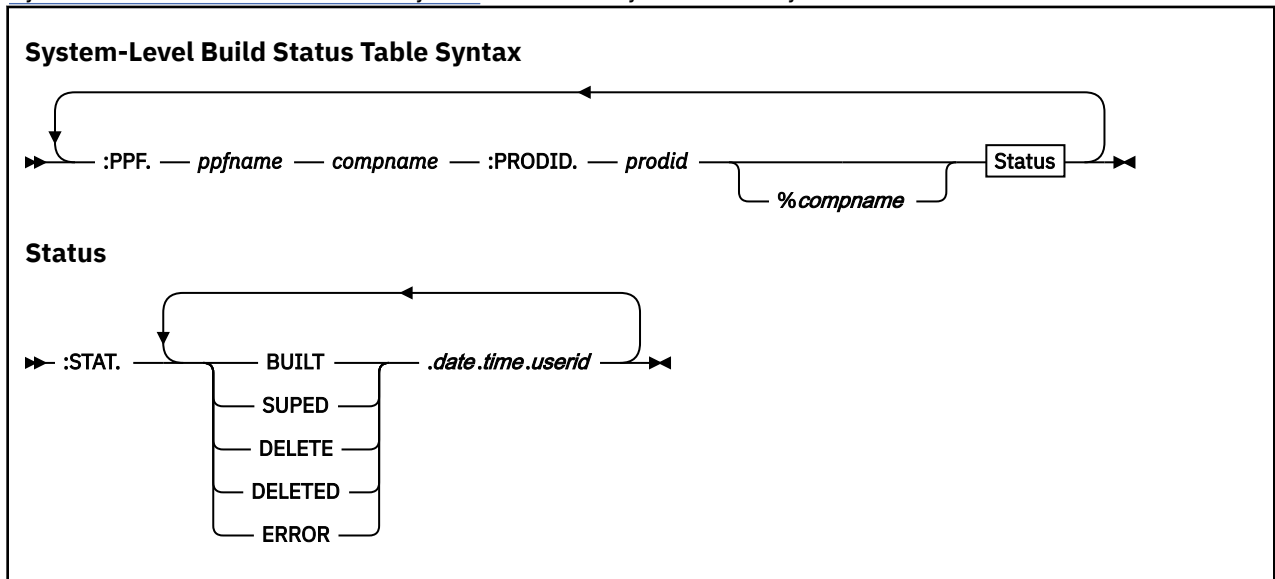 System-Level Build Status Table Syntax
:PPF. ppfname compname :PRODID. prodid Status
%compname
Status
:STAT. BUILT .date.time.userid
SUPED
DELETE
DELETED
ERROR